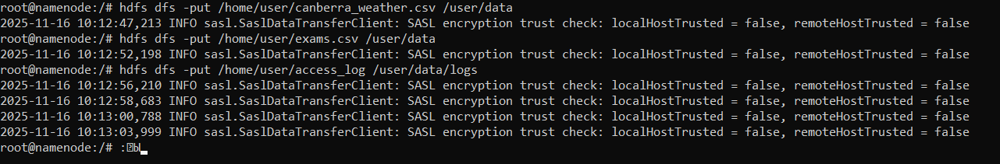 root@namenode:/# hdfs dfs -put /home/user/canberra_weather.csv /user/data
2025-11-16 10:12:47,213 INFO sasl.SaslDataTransferClient: SASL encryption trust check: localHostTrusted = false, remoteHostTrusted = false
root@namenode:/# hdfs dfs -put /home/user/exams.csv /user/data
2025-11-16 10:12:52,198 INFO sasl.SaslDataTransferClient: SASL encryption trust check: localHostTrusted = false, remoteHostTrusted = false
root@namenode:/# hdfs dfs -put /home/user/access_log /user/data/logs
2025-11-16 10:12:56,210 INFO sasl.SaslDataTransferClient: SASL encryption trust check: localHostTrusted = false, remoteHostTrusted = false
2025-11-16 10:12:58,683 INFO sasl.SaslDataTransferClient: SASL encryption trust check: localHostTrusted = false, remoteHostTrusted = false
2025-11-16 10:13:00,788 INFO sasl.SaslDataTransferClient: SASL encryption trust check: localHostTrusted = false, remoteHostTrusted = false
2025-11-16 10:13:03,999 INFO sasl.SaslDataTransferClient: SASL encryption trust check: localHostTrusted = false, remoteHostTrusted = false
root@namenode:/#